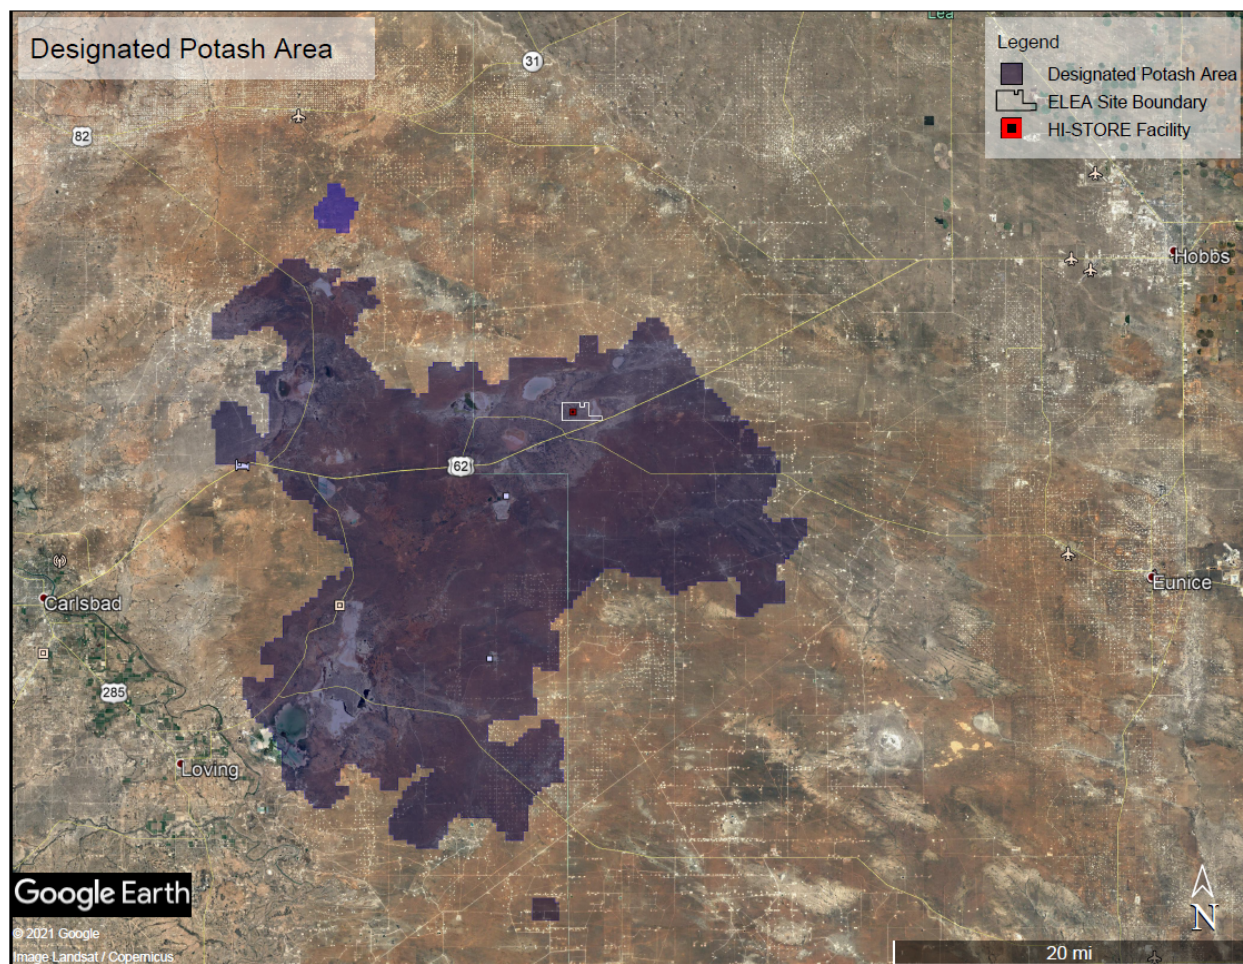 Designated Potash Area
Lea
Legend
Designated Potash Area
ELEA Site Boundary
HI-STORE Facility
31
82
Hobbs
62
Carlsbad
Eunice
285
Loving
Google Earth
© 2021 Google
Image Landsat / Copernicus
N
20 mi